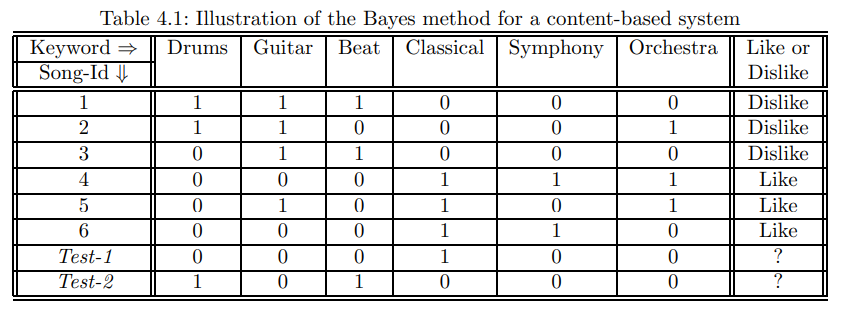 Table 4.1: Illustration of the Bayes method for a content-based system
Keyword ⇒ Drums Guitar Beat Classical Symphony Orchestra Like or
Song-Id ⇓ Dislike
1 1 1 1 0 0 0 Dislike
2 1 1 0 0 0 1 Dislike
3 0 1 1 0 0 0 Dislike
4 0 0 0 1 1 1 Like
5 0 1 0 1 0 1 Like
6 0 0 0 1 1 0 Like
Test-1 0 0 0 1 0 0 ?
Test-2 1 0 1 0 0 0 ?